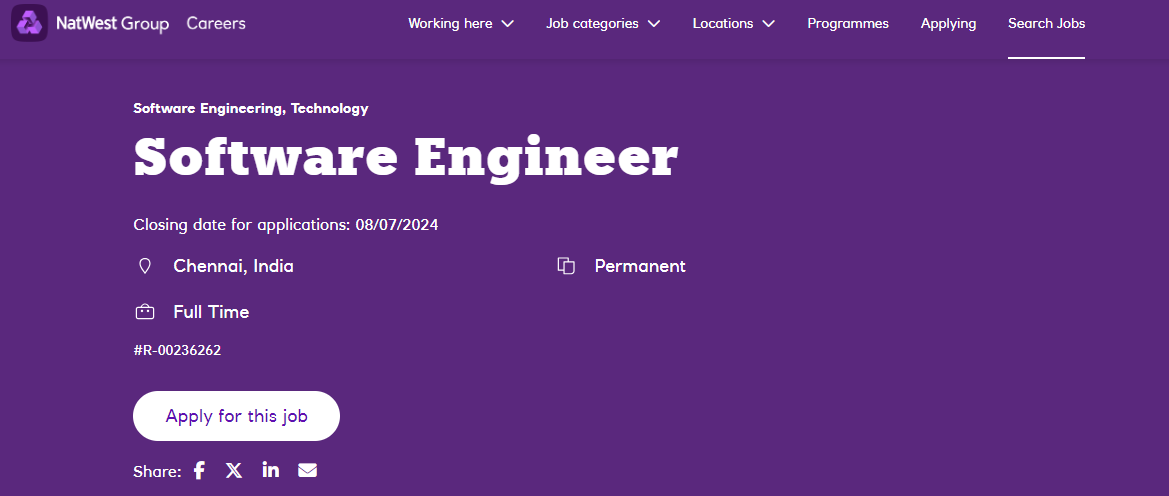 NatWest Group Careers Working here Job categories Locations Programmes Applying Search Jobs
Software Engineering, Technology
Software Engineer
Closing date for applications: 08/07/2024
Chennai, India Permanent
Full Time
#R-00236262
Apply for this job
Share: